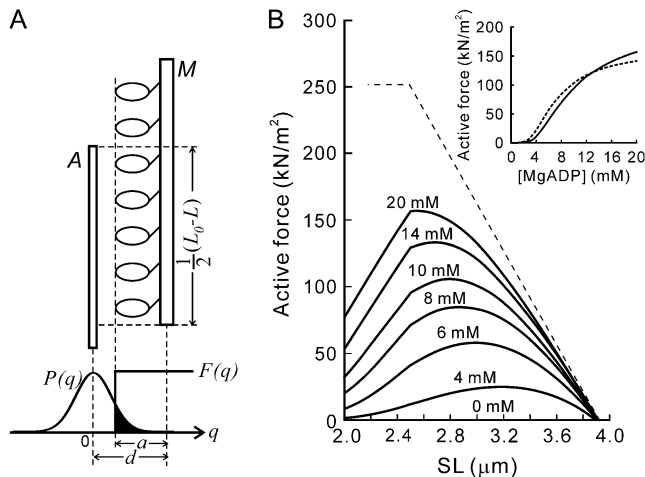 A
M
A
1/2(L₀-L)
P(q)
F(q)
0
a
q
d
B
Active force (kN/m²)
300
250
200
150
100
50
0
20 mM
14 mM
10 mM
8 mM
6 mM
4 mM
0 mM
2.0 2.4 2.8 3.2 3.6 4.0
SL (μm)
Active force (kN/m²)
200
150
100
50
0
0 4 8 12 16 20
[MgADP] (mM)